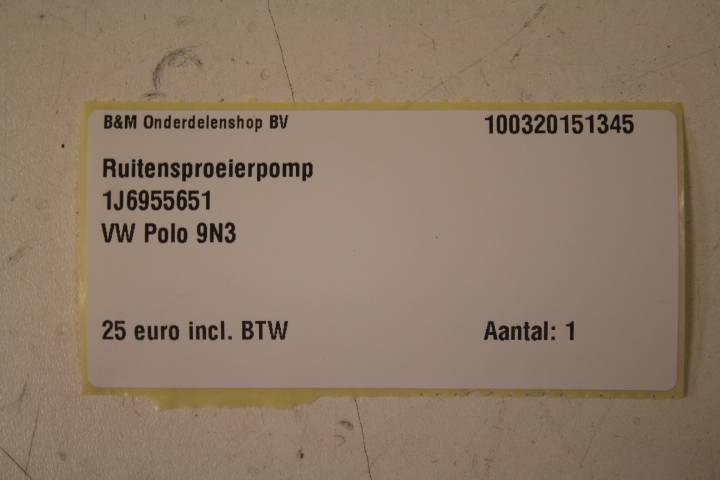 B&M Onderdelenshop BV 100320151345
Ruitensproeierpomp
1J6955651
VW Polo 9N3
25 euro incl. BTW Aantal: 1